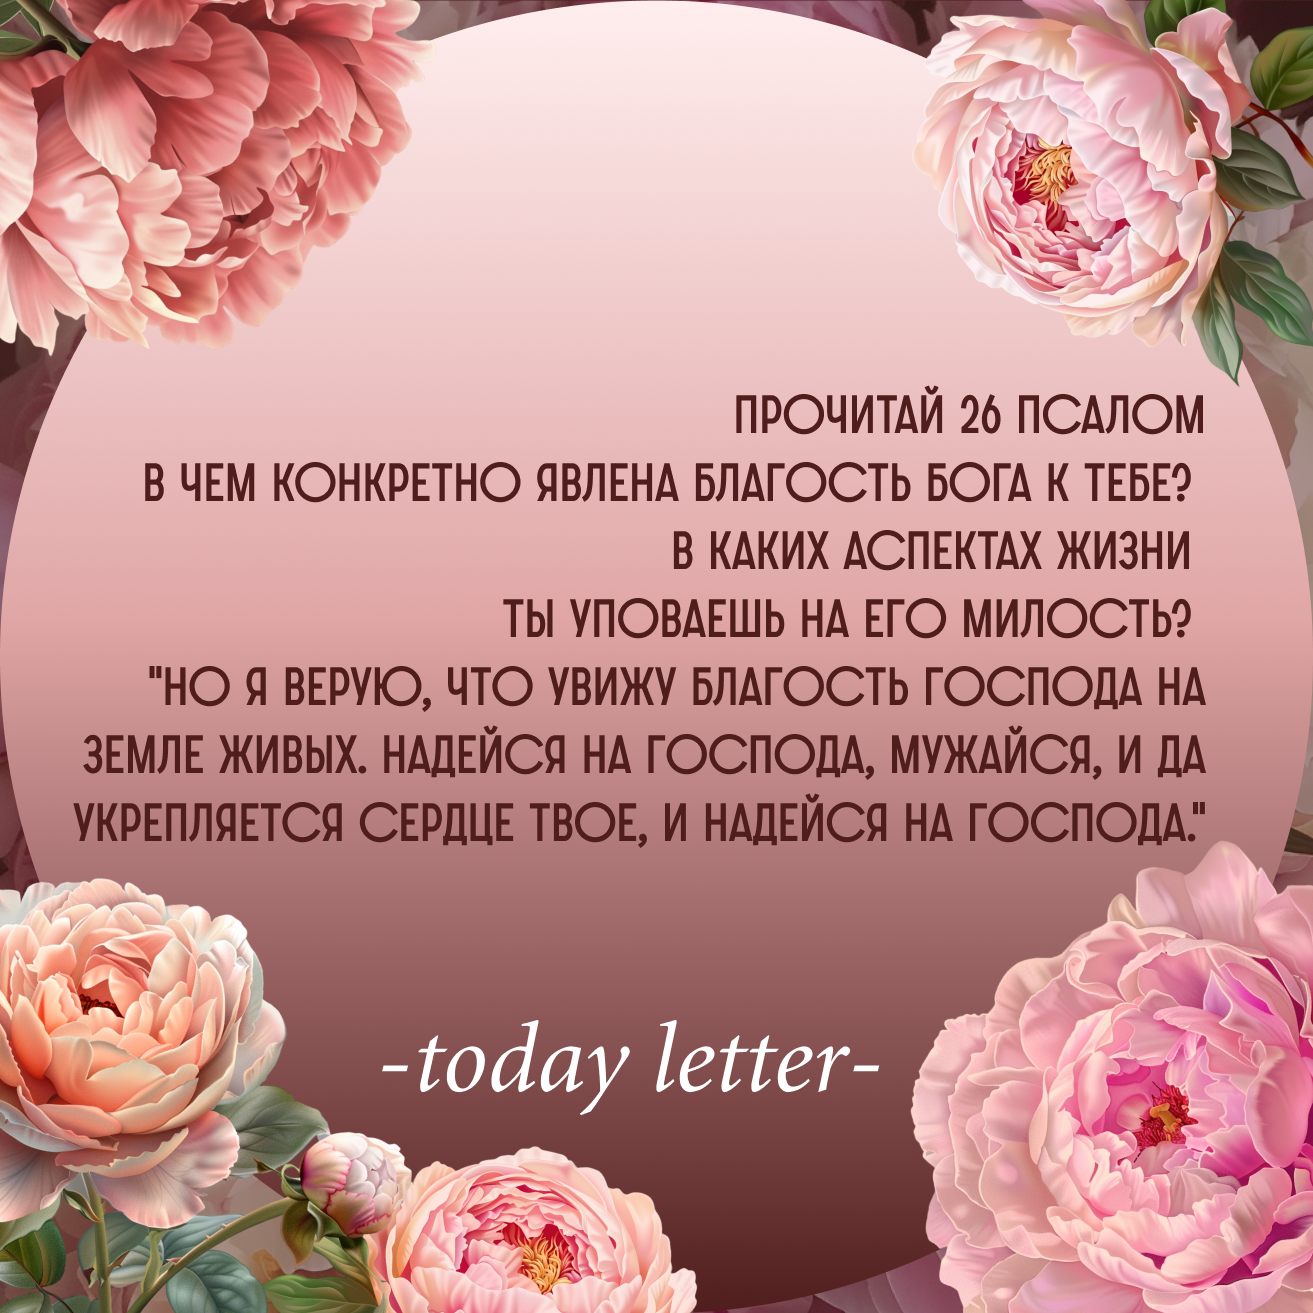 ПРОЧИТАЙ 26 ПСАЛОМ
В ЧЕМ КОНКРЕТНО ЯВЛЕНА БЛАГОСТЬ БОГА К ТЕБЕ?
В КАКИХ АСПЕКТАХ ЖИЗНИ
ТЫ УПОВАЕШЬ НА ЕГО МИЛОСТЬ?
"НО Я ВЕРУЮ, ЧТО УВИЖУ БЛАГОСТЬ ГОСПОДА НА
ЗЕМЛЕ ЖИВЫХ. НАДЕЙСЯ НА ГОСПОДА, МУЖАЙСЯ, И ДА
УКРЕПЛЯЕТСЯ СЕРДЦЕ ТВОЕ, И НАДЕЙСЯ НА ГОСПОДА."
-today letter-